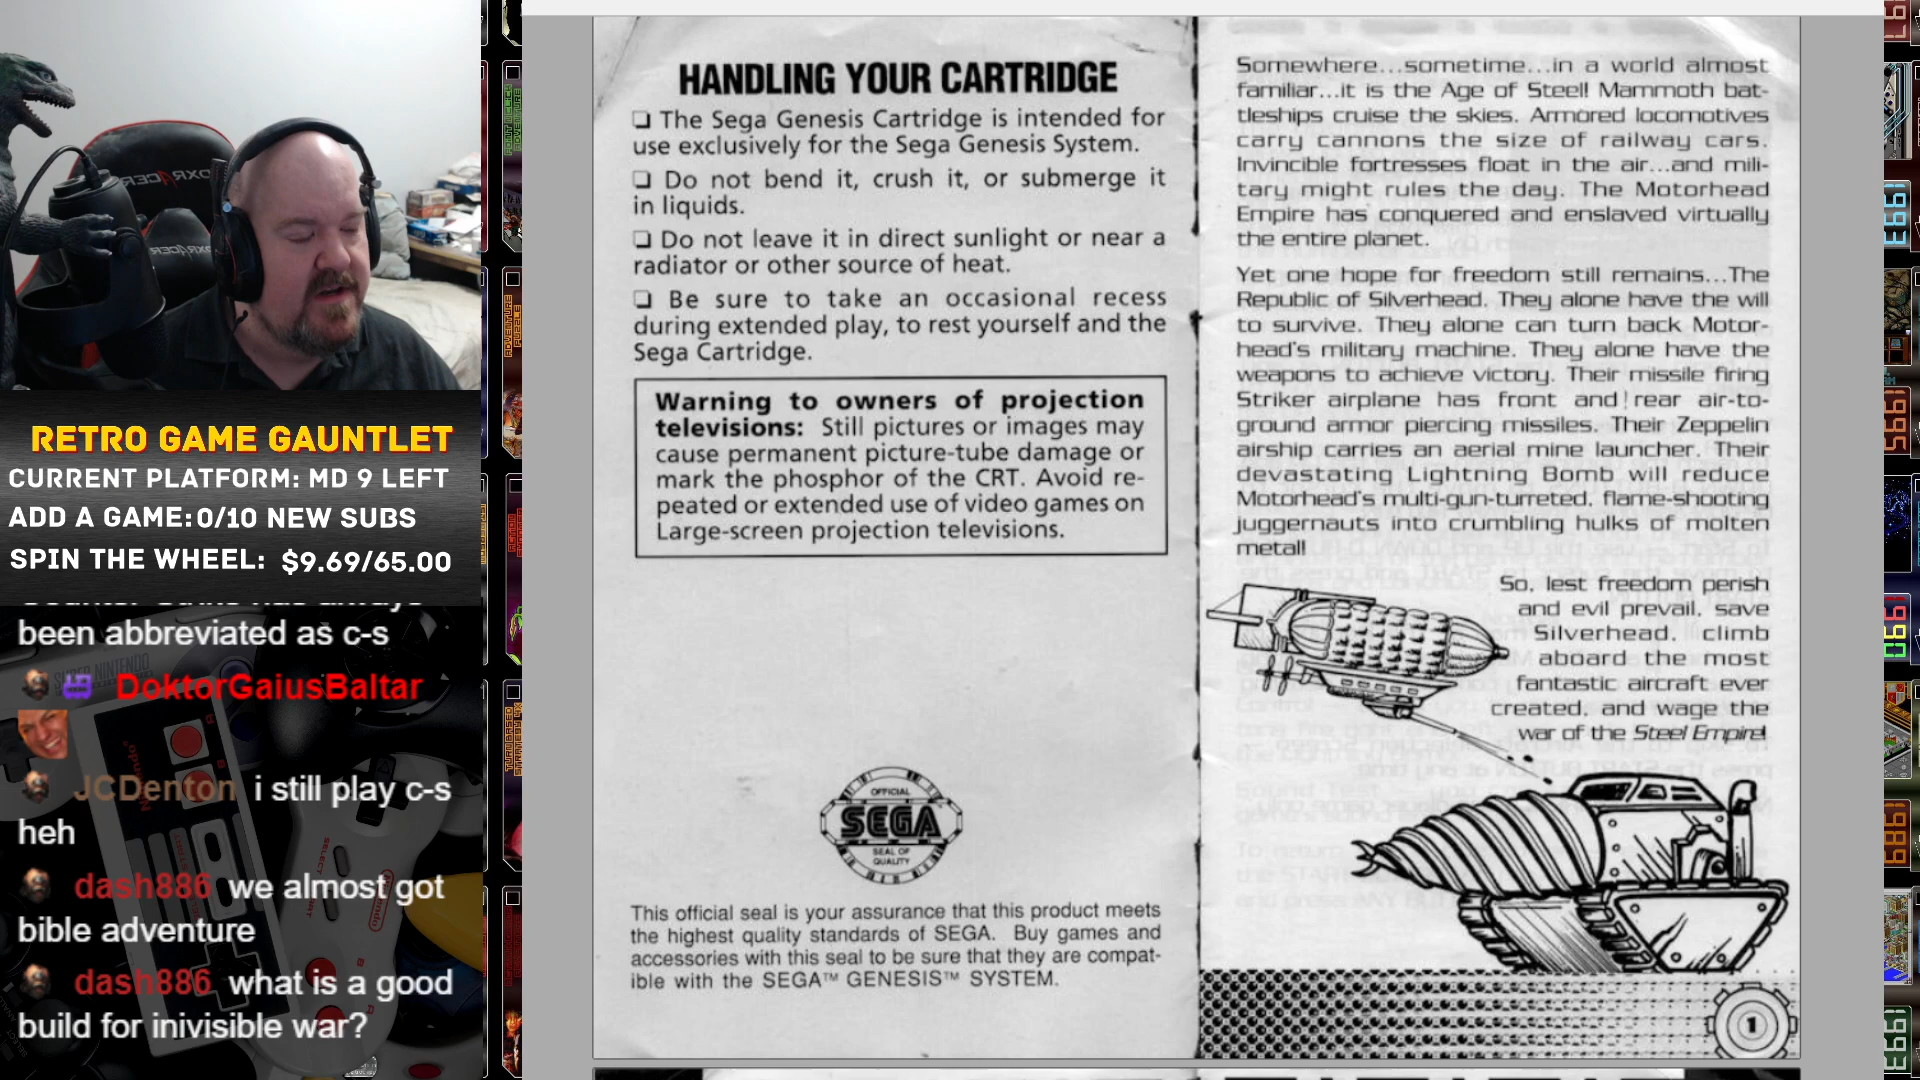 HANDLING YOUR CARTRIDGE
❏ The Sega Genesis Cartridge is intended for
use exclusively for the Sega Genesis System.
❏ Do not bend it, crush it, or submerge it
in liquids.
❏ Do not leave it in direct sunlight or near a
radiator or other source of heat.
❏ Be sure to take an occasional recess
during extended play, to rest yourself and the
Sega Cartridge.
Warning to owners of projection
televisions: Still pictures or images may
cause permanent picture-tube damage or
mark the phosphor of the CRT. Avoid re-
peated or extended use of video games on
Large-screen projection televisions.
OFFICIAL
SEGA
SEAL OF
QUALITY
This official seal is your assurance that this product meets
the highest quality standards of SEGA. Buy games and
accessories with this seal to be sure that they are compat-
ible with the SEGA™ GENESIS™ SYSTEM.
Somewhere...sometime...in a world almost
familiar...it is the Age of Steel! Mammoth bat-
tleships cruise the skies. Armored locomotives
carry cannons the size of railway cars.
Invincible fortresses float in the air...and mili-
tary might rules the day. The Motorhead
Empire has conquered and enslaved virtually
the entire planet.
Yet one hope for freedom still remains...The
Republic of Silverhead. They alone have the will
to survive. They alone can turn back Motor-
head's military machine. They alone have the
weapons to achieve victory. Their missile firing
Striker airplane has front and rear air-to-
ground armor piercing missiles. Their Zeppelin
airship carries an aerial mine launcher. Their
devastating Lightning Bomb will reduce
Motorhead's multi-gun-turreted, flame-shooting
juggernauts into crumbling hulks of molten
metal!
So, lest freedom perish
and evil prevail, save
Silverhead, climb
aboard the most
fantastic aircraft ever
created, and wage the
war of the Steel Empire!
1
RETRO GAME GAUNTLET
CURRENT PLATFORM: MD 9 LEFT
ADD A GAME: 0/10 NEW SUBS
SPIN THE WHEEL: $9.69/65.00
been abbreviated as c-s
DoktorGaiusBaltar
JCDenton i still play c-s
heh
dash886 we almost got
bible adventure
dash886 what is a good
build for inivisible war?